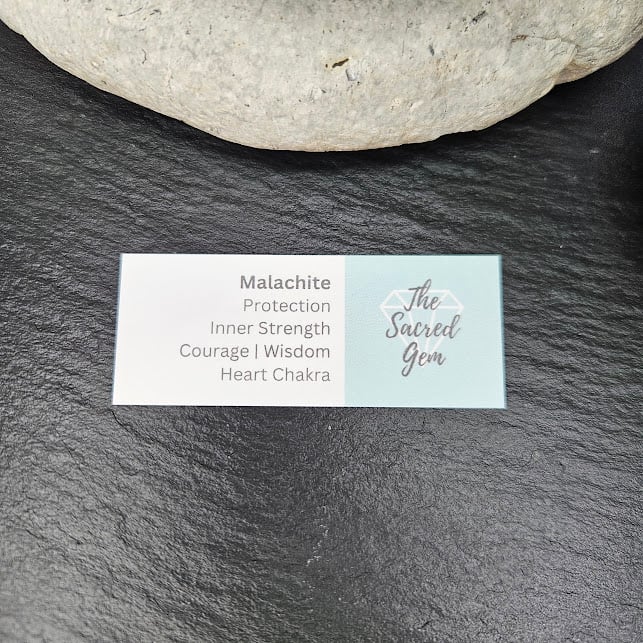 Malachite
Protection
Inner Strength
Courage | Wisdom
Heart Chakra
The
Sacred
Gem